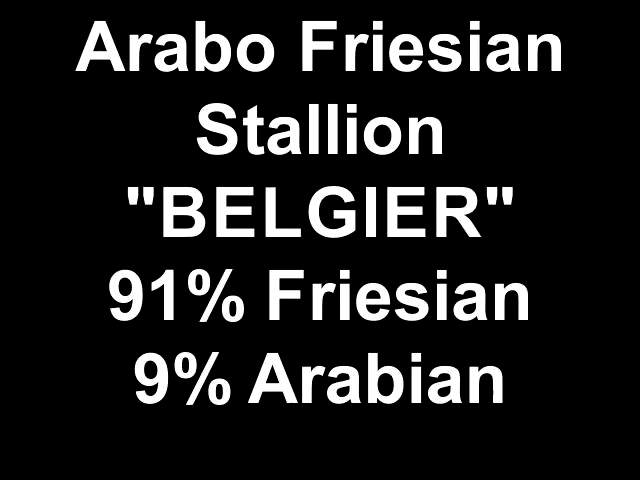 Arabo Friesian
Stallion
"BELGIER"
91% Friesian
9% Arabian